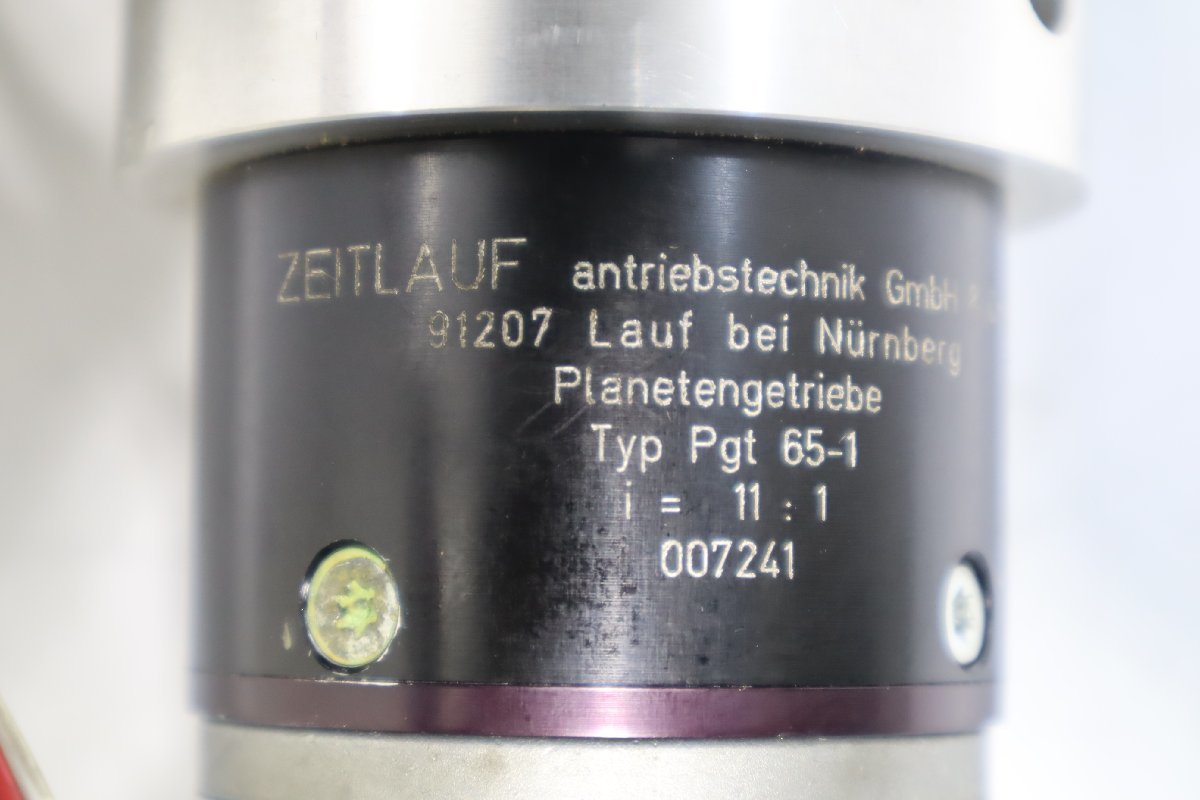 ZEITLAUF antriebstechnik GmbH &
91207 Lauf bei Nürnberg
Planetengetriebe
Typ Pgt 65-1
i = 11 : 1
007241